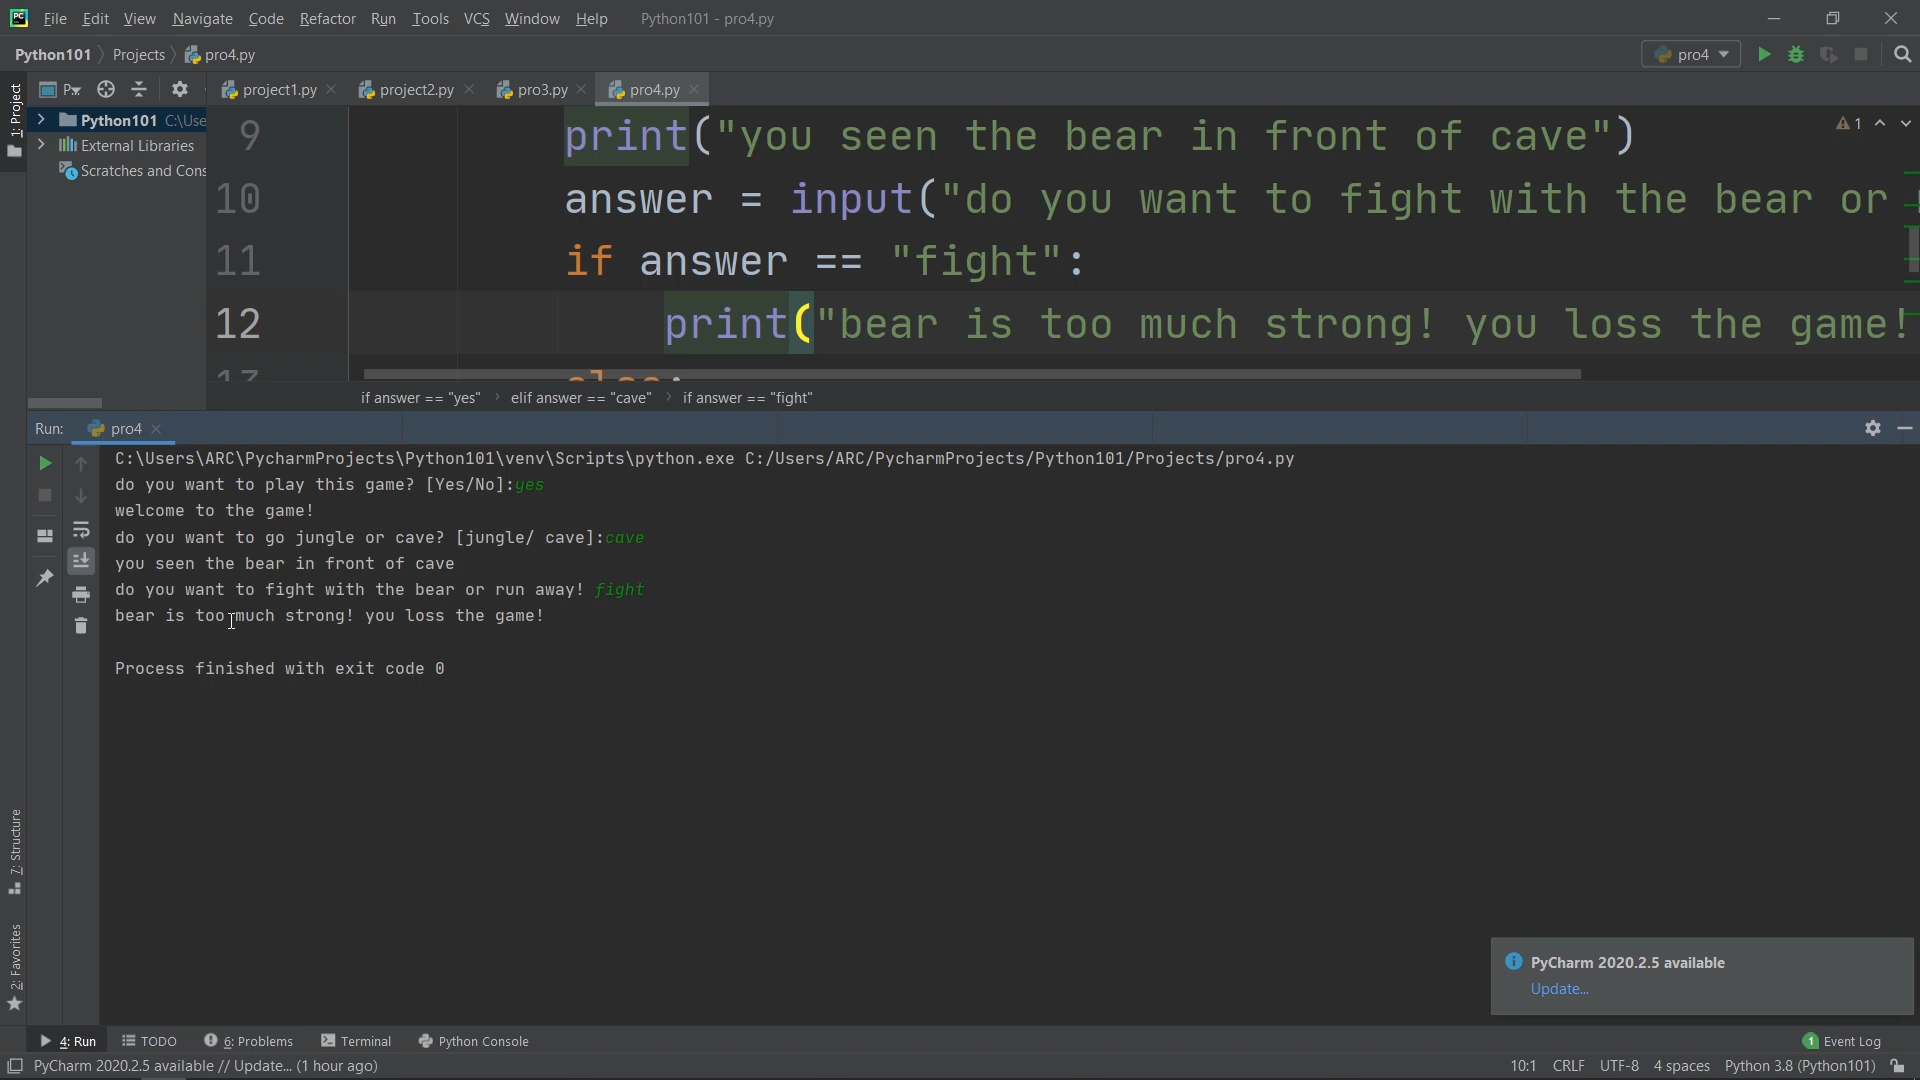 File Edit View Navigate Code Refactor Run Tools VCS Window Help Python101 - pro4.py
Python101 Projects pro4.py pro4
1: Project P... project1.py project2.py pro3.py pro4.py
Python101 C:\Use
External Libraries
Scratches and Cons
9 print("you seen the bear in front of cave")
1
10 answer = input("do you want to fight with the bear or
11 if answer == "fight":
12 print("bear is too much strong! you loss the game!
13 else:
if answer == "yes" elif answer == "cave" if answer == "fight"
Run: pro4
C:\Users\ARC\PycharmProjects\Python101\venv\Scripts\python.exe C:/Users/ARC/PycharmProjects/Python101/Projects/pro4.py
do you want to play this game? [Yes/No]:yes
welcome to the game!
do you want to go jungle or cave? [jungle/ cave]:cave
you seen the bear in front of cave
do you want to fight with the bear or run away! fight
bear is too much strong! you loss the game!
Process finished with exit code 0
7: Structure
2: Favorites
PyCharm 2020.2.5 available
Update...
4: Run TODO 6: Problems Terminal Python Console 1 Event Log
PyCharm 2020.2.5 available // Update... (1 hour ago) 10:1 CRLF UTF-8 4 spaces Python 3.8 (Python101)